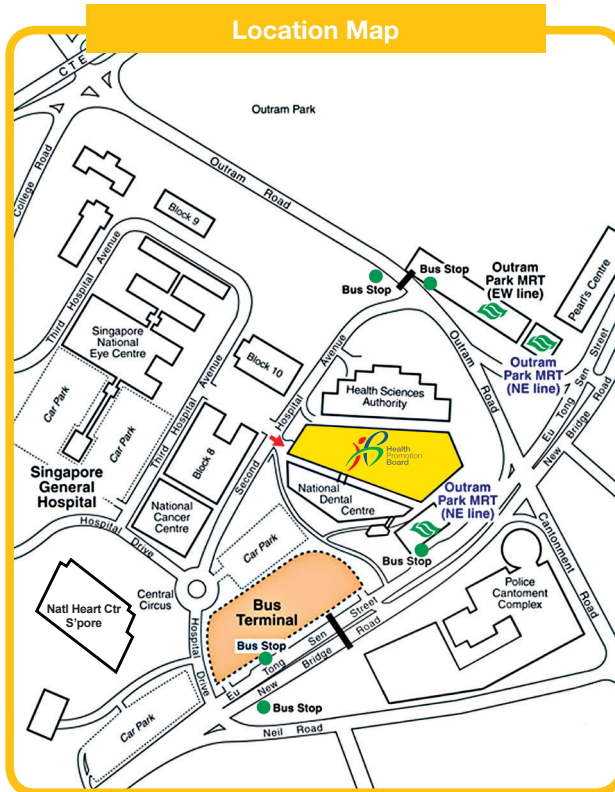 Location Map
CTE
Outram Park
College Road
Outram Road
Block 9
Third Hospital Avenue
Bus Stop
Bus Stop
Outram
Park MRT
(EW line)
Pearl's Centre
Singapore
National
Eye Centre
Block 10
Hospital Avenue
Outram Road
Outram
Park MRT
(NE line)
Eu Tong Sen Street
New Bridge Road
Health Sciences
Authority
Car Park
Car Park
Third Hospital Avenue
Block 8
Second
Health
Promotion
Board
Singapore
General
Hospital
National
Dental
Centre
Outram
Park MRT
(NE line)
National
Cancer
Centre
Hospital Drive
Car Park
Bus Stop
Cantonment Road
Central
Circus
Police
Cantoment
Complex
Natl Heart Ctr
S'pore
Bus
Terminal
Hospital Drive
Bus Stop
Eu Tong Sen Street
New Bridge Road
Car Park
Bus Stop
Neil Road